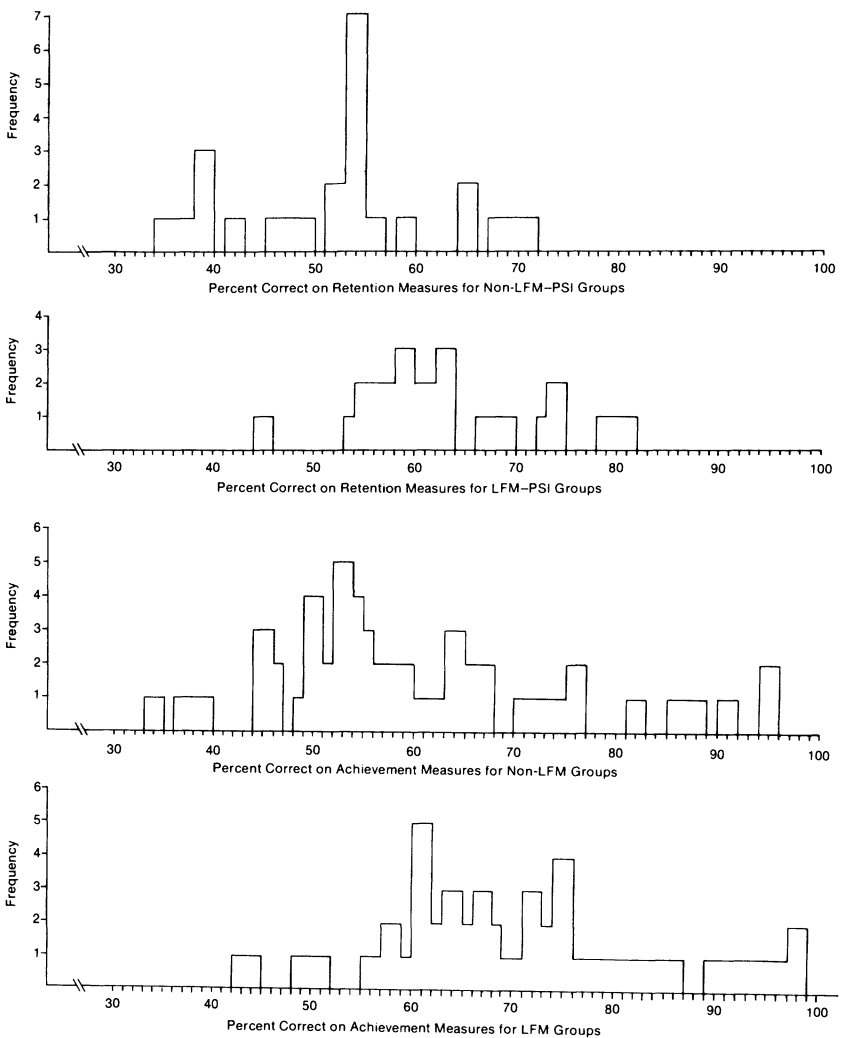 7
6
5
4
3
2
1
Frequency
30 40 50 60 70 80 90 100
Percent Correct on Retention Measures for Non-LFM–PSI Groups
4
3
2
1
Frequency
30 40 50 60 70 80 90 100
Percent Correct on Retention Measures for LFM–PSI Groups
6
5
4
3
2
1
Frequency
30 40 50 60 70 80 90 100
Percent Correct on Achievement Measures for Non-LFM Groups
6
5
4
3
2
1
Frequency
30 40 50 60 70 80 90 100
Percent Correct on Achievement Measures for LFM Groups